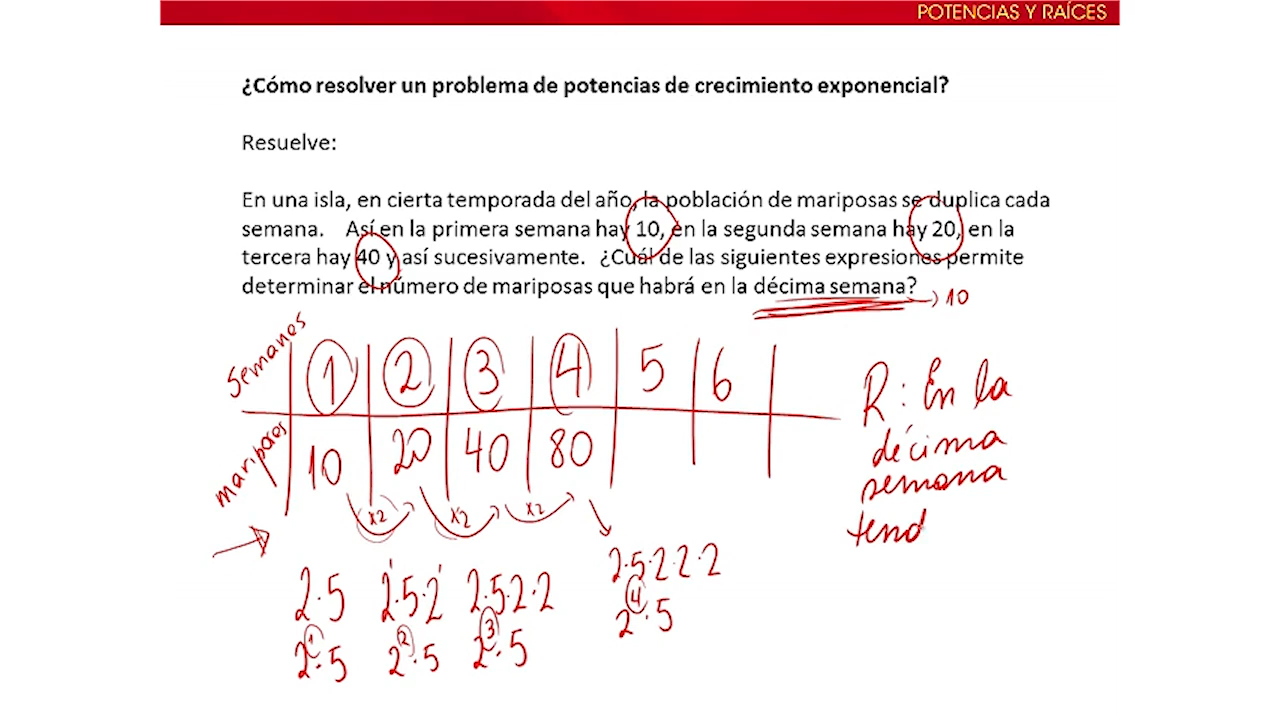 POTENCIAS Y RAÍCES
¿Cómo resolver un problema de potencias de crecimiento exponencial?
Resuelve:
En una isla, en cierta temporada del año, la población de mariposas se duplica cada
semana. Así en la primera semana hay 10, en la segunda semana hay 20, en la
tercera hay 40 y así sucesivamente. ¿Cuál de las siguientes expresiones permite
determinar el número de mariposas que habrá en la décima semana?
10
Semanas 1 2 3 4 5 6
mariposas 10 20 40 80
x2 x2 x2
2·5 2·5·2 2·5·2·2 2·5·2·2·2
2¹·5 2²·5 2³·5 2⁴·5
R: En la
décima
semana
tend